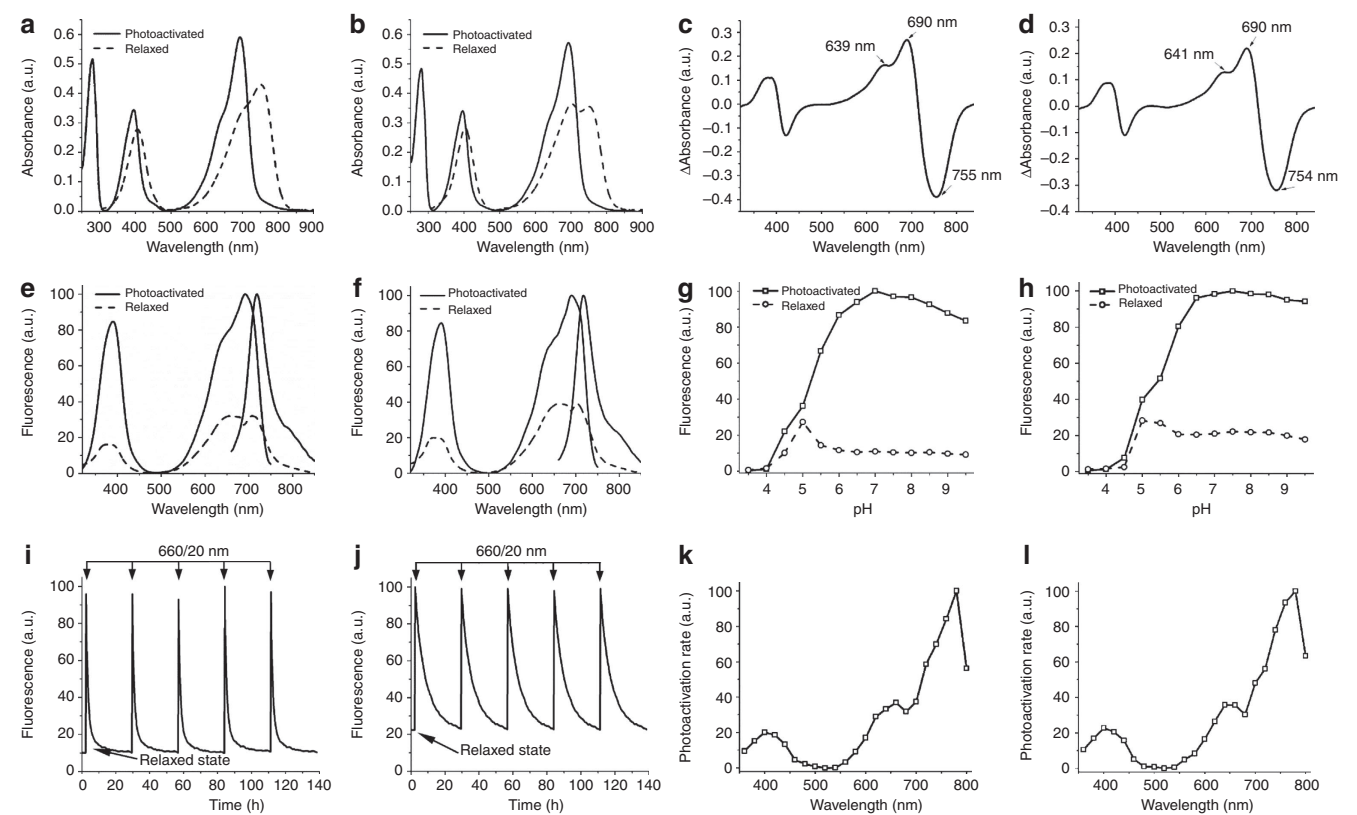 a
Absorbance (a.u.)
0.6
0.5
0.4
0.3
0.2
0.1
0.0
Photoactivated
Relaxed
300 400 500 600 700 800 900
Wavelength (nm)
b
Absorbance (a.u.)
0.6
0.5
0.4
0.3
0.2
0.1
0.0
Photoactivated
Relaxed
300 400 500 600 700 800 900
Wavelength (nm)
c
ΔAbsorbance (a.u.)
0.3
0.2
0.1
0.0
–0.1
–0.2
–0.3
–0.4
690 nm
639 nm
755 nm
400 500 600 700 800
Wavelength (nm)
d
ΔAbsorbance (a.u.)
0.3
0.2
0.1
0.0
–0.1
–0.2
–0.3
–0.4
690 nm
641 nm
754 nm
400 500 600 700 800
Wavelength (nm)
e
Fluorescence (a.u.)
100
80
60
40
20
0
Photoactivated
Relaxed
400 500 600 700 800
Wavelength (nm)
f
Fluorescence (a.u.)
100
80
60
40
20
0
Photoactivated
Relaxed
400 500 600 700 800
Wavelength (nm)
g
Fluorescence (a.u.)
100
80
60
40
20
0
Photoactivated
Relaxed
4 5 6 7 8 9
pH
h
Fluorescence (a.u.)
100
80
60
40
20
0
Photoactivated
Relaxed
4 5 6 7 8 9
pH
i
660/20 nm
Fluorescence (a.u.)
100
80
60
40
20
0
Relaxed state
0 20 40 60 80 100 120 140
Time (h)
j
660/20 nm
Fluorescence (a.u.)
100
80
60
40
20
0
Relaxed state
0 20 40 60 80 100 120 140
Time (h)
k
Photoactivation rate (a.u.)
100
80
60
40
20
0
400 500 600 700 800
Wavelength (nm)
l
Photoactivation rate (a.u.)
100
80
60
40
20
0
400 500 600 700 800
Wavelength (nm)